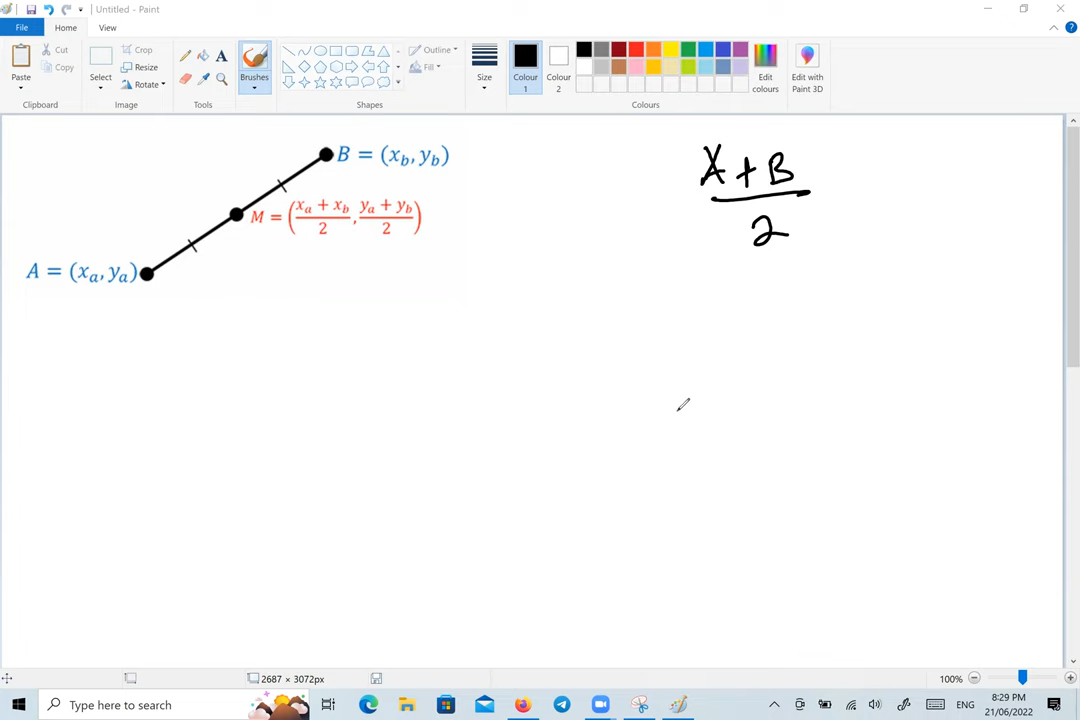 Untitled - Paint
File Home View
Paste
Cut
Copy
Clipboard
Select
Crop
Resize
Rotate
Image
Tools
Brushes
Shapes
Outline
Fill
Size
Colour 1
Colour 2
Edit colours
Edit with Paint 3D
Colours
B = (x_b, y_b)
M = (x_a + x_b / 2, y_a + y_b / 2)
A = (x_a, y_a)
A + B
2
2687 × 3072px
100%
Type here to search
ENG
8:29 PM
21/06/2022